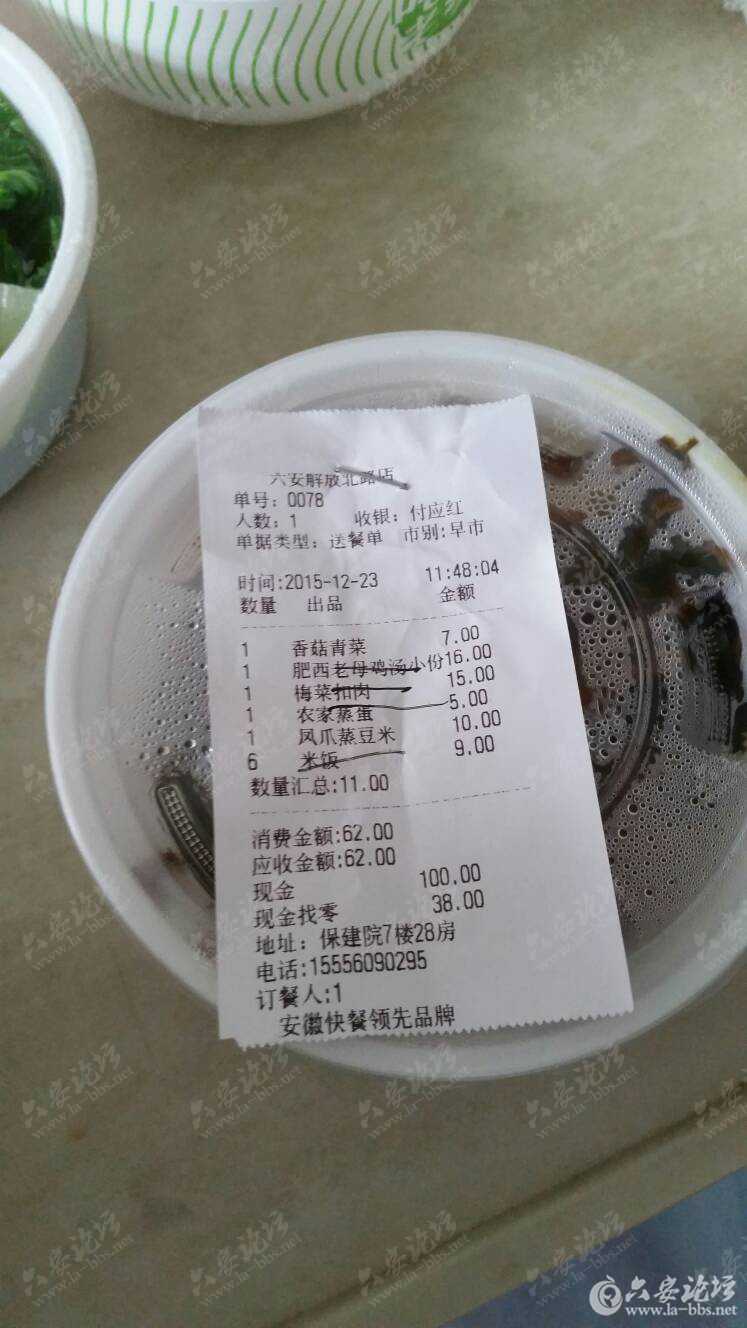 六安解放北路店
单号：0078
人数：1 收银：付应红
单据类型：送餐单 市别:早市
时间:2015-12-23 11:48:04
数量 出品 金额
1 香菇青菜 7.00
1 肥西老母鸡汤小份16.00
1 梅菜扣肉 15.00
1 农家蒸蛋 5.00
1 凤爪蒸豆米 10.00
6 米饭 9.00
数量汇总:11.00
消费金额:62.00
应收金额:62.00
现金 100.00
现金找零 38.00
地址：保建院7楼28房
电话:15556090295
订餐人:1
安徽快餐领先品牌
六安论坛
www.la-bbs.net